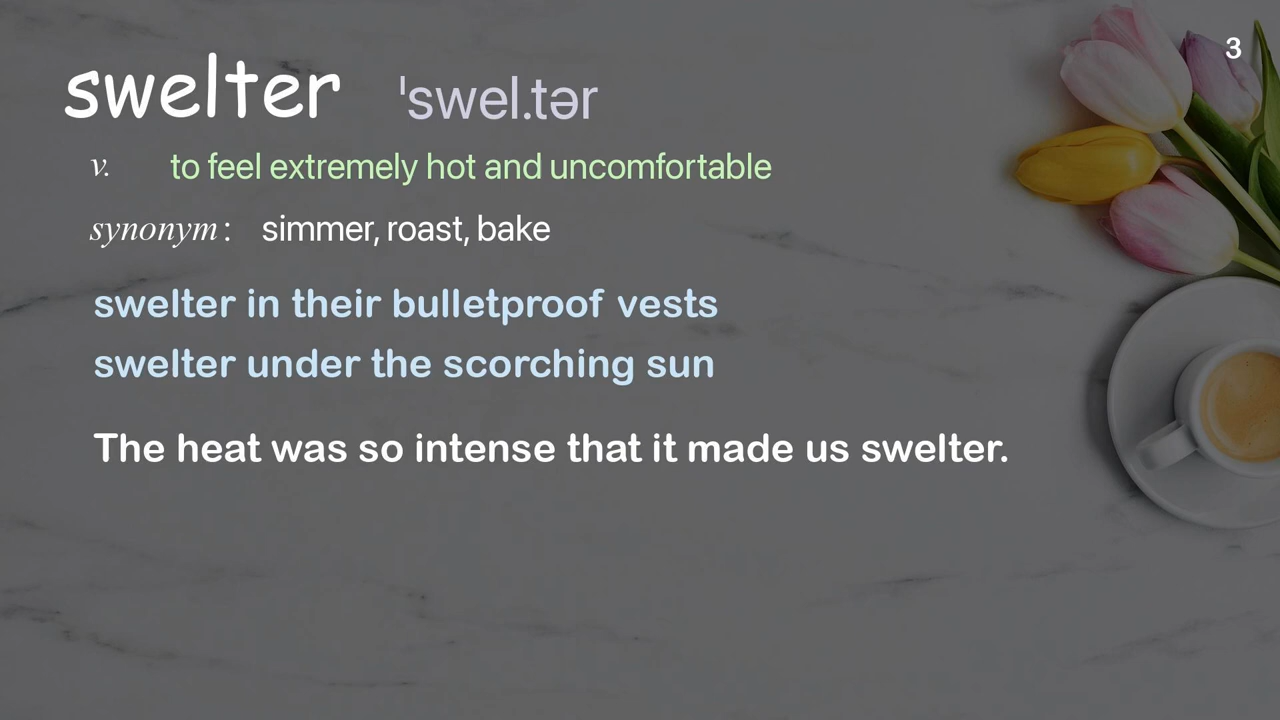 3
swelter ˈswel.tər
v. to feel extremely hot and uncomfortable
synonym: simmer, roast, bake
swelter in their bulletproof vests
swelter under the scorching sun
The heat was so intense that it made us swelter.